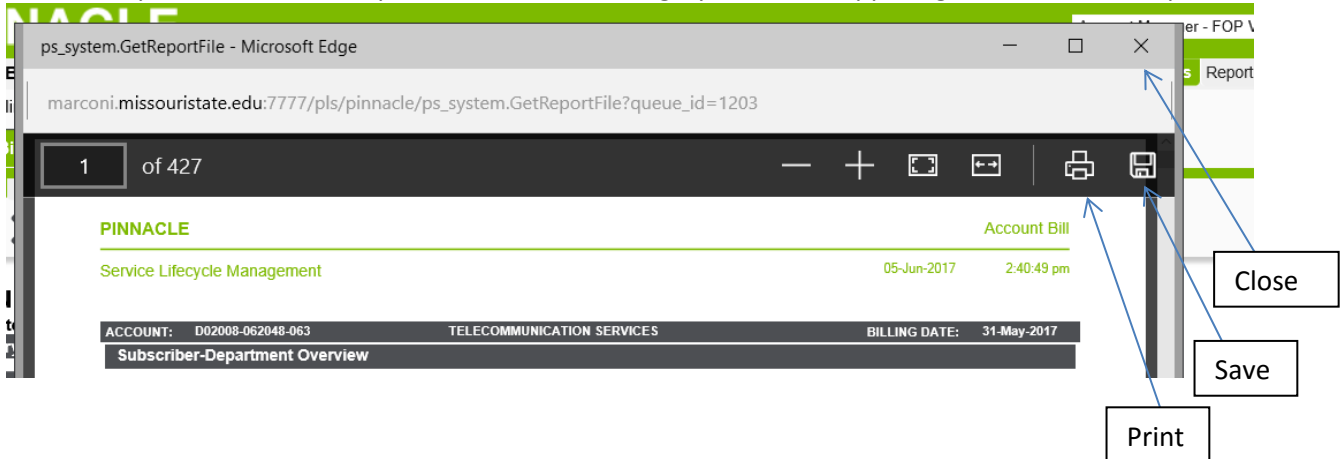 ps_system.GetReportFile - Microsoft Edge
er - FOP
Report
marconi.missouristate.edu:7777/pls/pinnacle/ps_system.GetReportFile?queue_id=1203
1 of 427
PINNACLE Account Bill
Service Lifecycle Management 05-Jun-2017 2:40:49 pm
Close
ACCOUNT: D02008-062048-063 TELECOMMUNICATION SERVICES BILLING DATE: 31-May-2017
Subscriber-Department Overview
Save
Print